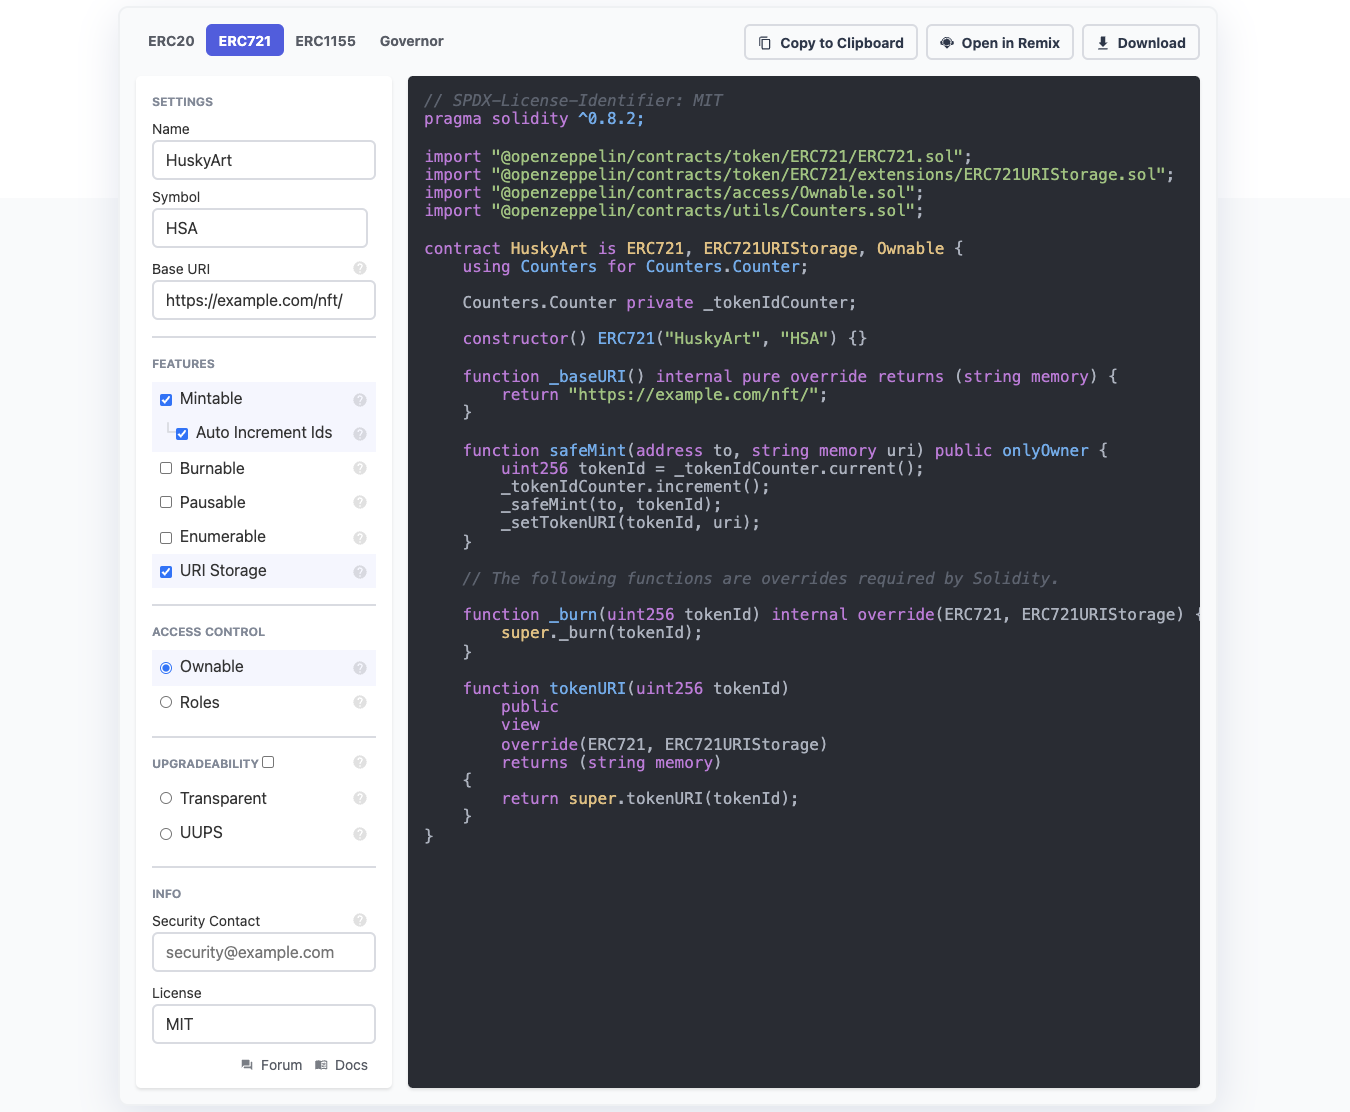 ERC20 ERC721 ERC1155 Governor Copy to Clipboard Open in Remix Download
SETTINGS
Name
HuskyArt
Symbol
HSA
Base URI
https://example.com/nft/
FEATURES
Mintable
Auto Increment Ids
Burnable
Pausable
Enumerable
URI Storage
ACCESS CONTROL
Ownable
Roles
UPGRADEABILITY
Transparent
UUPS
INFO
Security Contact
security@example.com
License
MIT
Forum Docs
// SPDX-License-Identifier: MIT
pragma solidity ^0.8.2;
import "@openzeppelin/contracts/token/ERC721/ERC721.sol";
import "@openzeppelin/contracts/token/ERC721/extensions/ERC721URIStorage.sol";
import "@openzeppelin/contracts/access/Ownable.sol";
import "@openzeppelin/contracts/utils/Counters.sol";
contract HuskyArt is ERC721, ERC721URIStorage, Ownable {
using Counters for Counters.Counter;
Counters.Counter private _tokenIdCounter;
constructor() ERC721("HuskyArt", "HSA") {}
function _baseURI() internal pure override returns (string memory) {
return "https://example.com/nft/";
}
function safeMint(address to, string memory uri) public onlyOwner {
uint256 tokenId = _tokenIdCounter.current();
_tokenIdCounter.increment();
_safeMint(to, tokenId);
_setTokenURI(tokenId, uri);
}
// The following functions are overrides required by Solidity.
function _burn(uint256 tokenId) internal override(ERC721, ERC721URIStorage) {
super._burn(tokenId);
}
function tokenURI(uint256 tokenId)
public
view
override(ERC721, ERC721URIStorage)
returns (string memory)
{
return super.tokenURI(tokenId);
}
}